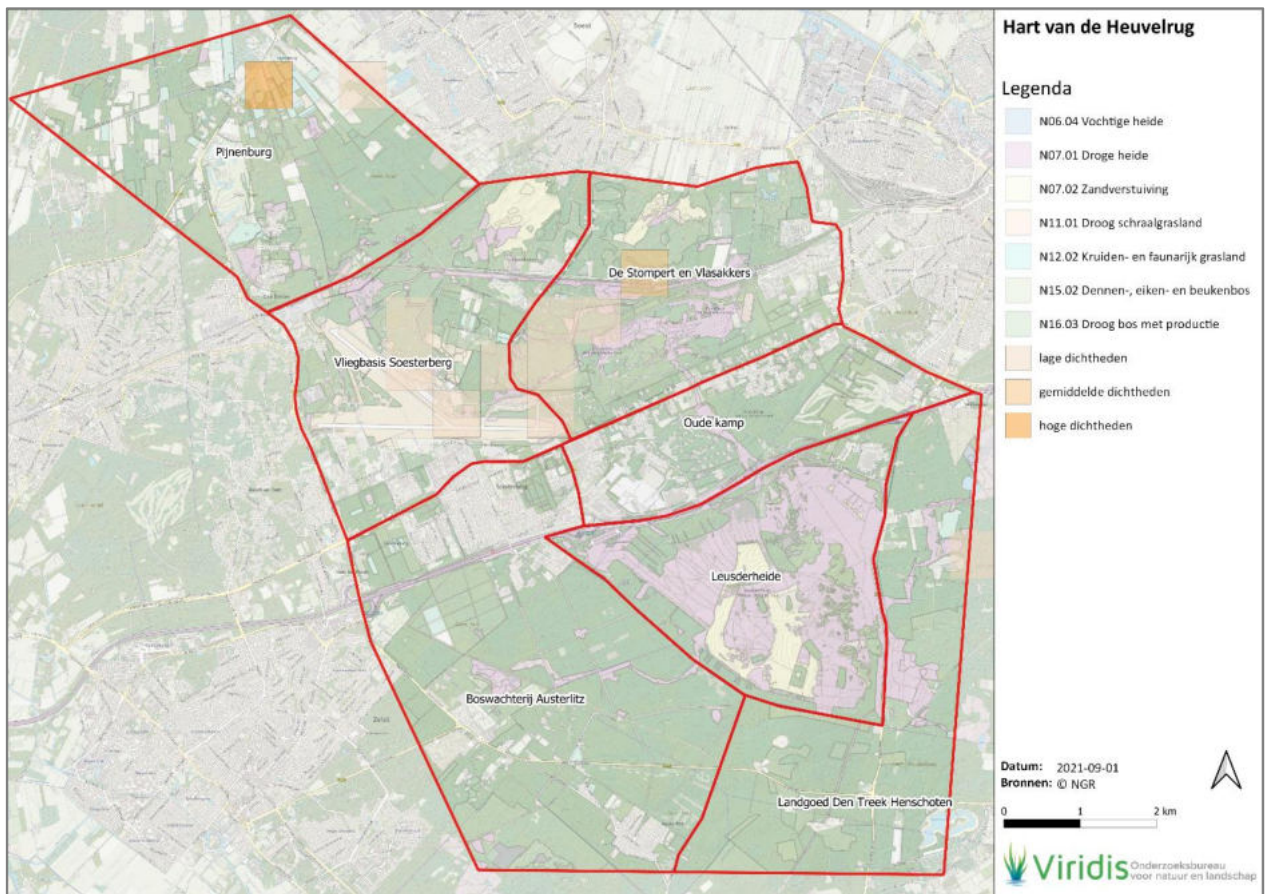 Hart van de Heuvelrug
Legenda
N06.04 Vochtige heide
N07.01 Droge heide
N07.02 Zandverstuiving
N11.01 Droog schraalgrasland
N12.02 Kruiden- en faunarijk grasland
N15.02 Dennen-, eiken- en beukenbos
N16.03 Droog bos met productie
lage dichtheden
gemiddelde dichtheden
hoge dichtheden
Pijnenburg
De Stompert en Vlasakkers
Vliegbasis Soesterberg
Oude kamp
Leusderheide
Boswachterij Austerlitz
Landgoed Den Treek Henschoten
Soest
Zeist
Datum: 2021-09-01
Bronnen: © NGR
0 1 2 km
Viridis Onderzoeksbureau
voor natuur en landschap